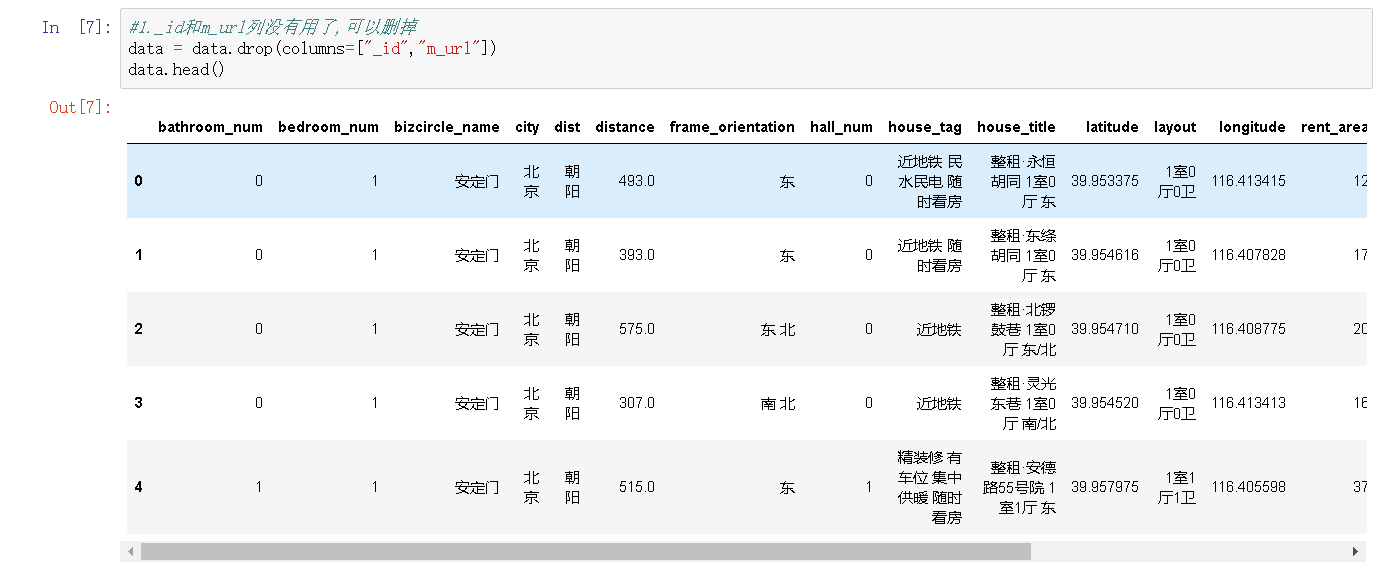 In [7]: #1._id和m_url列没有用了,可以删掉
data = data.drop(columns=["_id","m_url"])
data.head()
Out[7]:
bathroom_num bedroom_num bizcircle_name city dist distance frame_orientation hall_num house_tag house_title latitude layout longitude rent_area
0 0 1 安定门 北京 朝阳 493.0 东 0 近地铁 民水民电 随时看房 整租·永恒胡同 1室0厅 东 39.953375 1室0厅0卫 116.413415 12
1 0 1 安定门 北京 朝阳 393.0 东 0 近地铁 随时看房 整租·东绦胡同 1室0厅 东 39.954616 1室0厅0卫 116.407828 17
2 0 1 安定门 北京 朝阳 575.0 东 北 0 近地铁 整租·北锣鼓巷 1室0厅 东/北 39.954710 1室0厅0卫 116.408775 20
3 0 1 安定门 北京 朝阳 307.0 南 北 0 近地铁 整租·灵光东巷 1室0厅 南/北 39.954520 1室0厅0卫 116.413413 16
4 1 1 安定门 北京 朝阳 515.0 东 1 精装修 有车位 集中供暖 随时看房 整租·安德路55号院 1室1厅 东 39.957975 1室1厅1卫 116.405598 37